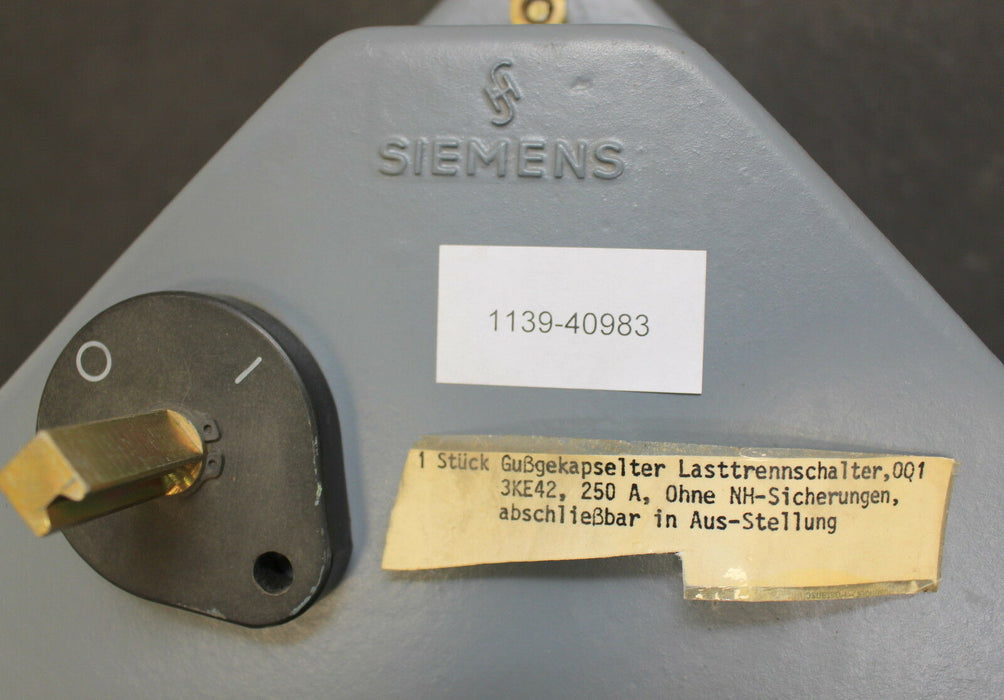 SIEMENS
1139-40983
O I
1 Stück Gußgekapselter Lasttrennschalter,0Q1
3KE42, 250 A, Ohne NH-Sicherungen,
abschließbar in Aus-Stellung